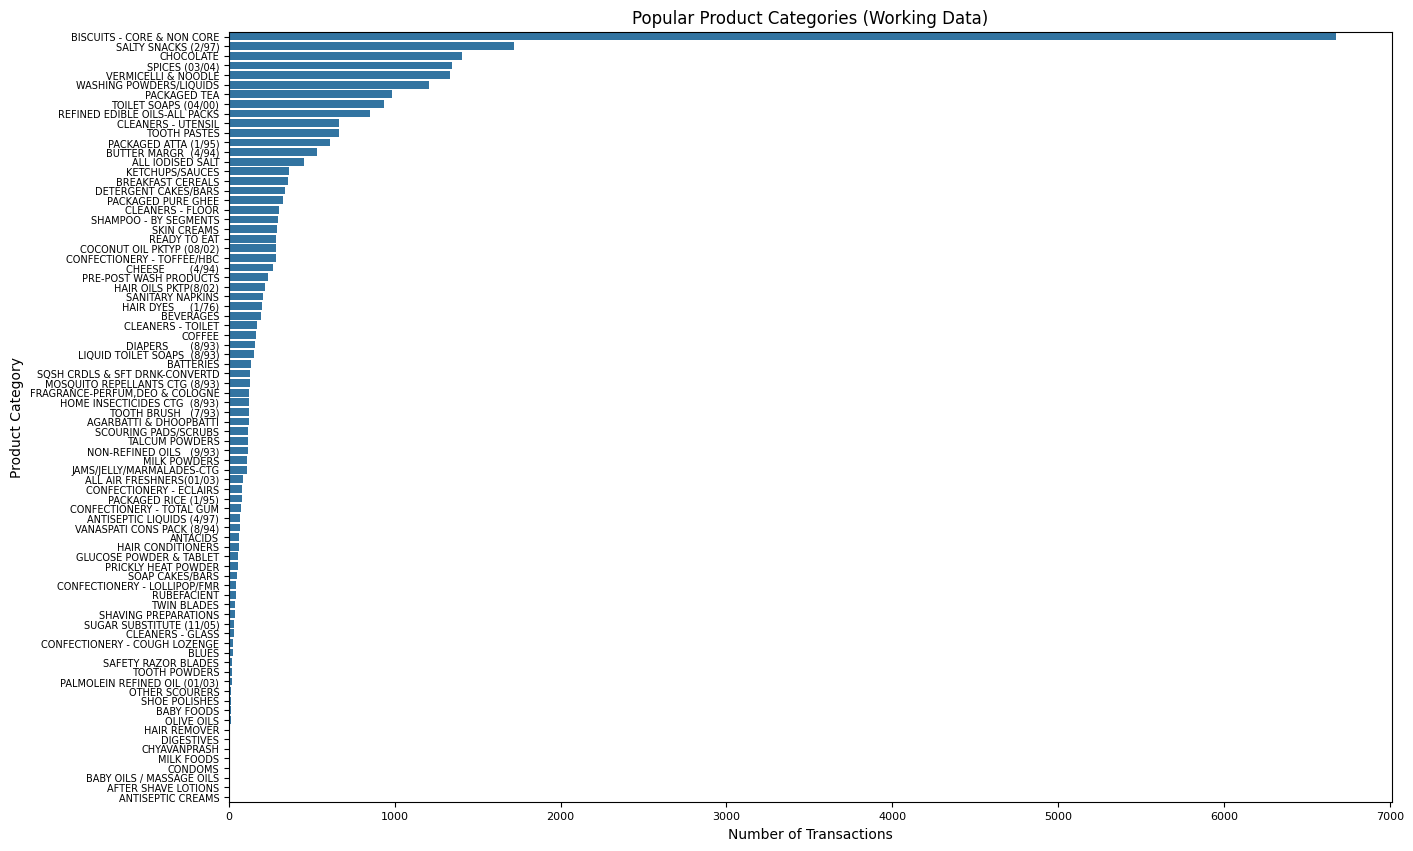 Popular Product Categories (Working Data)
BISCUITS - CORE & NON CORE
SALTY SNACKS (2/97)
CHOCOLATE
SPICES (03/04)
VERMICELLI & NOODLE
WASHING POWDERS/LIQUIDS
PACKAGED TEA
TOILET SOAPS (04/00)
REFINED EDIBLE OILS-ALL PACKS
CLEANERS - UTENSIL
TOOTH PASTES
PACKAGED ATTA (1/95)
BUTTER MARGR  (4/94)
ALL IODISED SALT
KETCHUPS/SAUCES
BREAKFAST CEREALS
DETERGENT CAKES/BARS
PACKAGED PURE GHEE
CLEANERS - FLOOR
SHAMPOO - BY SEGMENTS
SKIN CREAMS
READY TO EAT
COCONUT OIL PKTYP (08/02)
CONFECTIONERY - TOFFEE/HBC
CHEESE        (4/94)
PRE-POST WASH PRODUCTS
HAIR OILS PKTP(8/02)
SANITARY NAPKINS
HAIR DYES     (1/76)
BEVERAGES
CLEANERS - TOILET
COFFEE
DIAPERS       (8/93)
LIQUID TOILET SOAPS  (8/93)
BATTERIES
SQSH CRDLS & SFT DRNK-CONVERTD
MOSQUITO REPELLANTS CTG (8/93)
FRAGRANCE-PERFUM,DEO & COLOGNE
HOME INSECTICIDES CTG  (8/93)
TOOTH BRUSH   (7/93)
AGARBATTI & DHOOPBATTI
SCOURING PADS/SCRUBS
TALCUM POWDERS
NON-REFINED OILS   (9/93)
MILK POWDERS
JAMS/JELLY/MARMALADES-CTG
ALL AIR FRESHNERS(01/03)
CONFECTIONERY - ECLAIRS
PACKAGED RICE (1/95)
CONFECTIONERY - TOTAL GUM
ANTISEPTIC LIQUIDS (4/97)
VANASPATI CONS PACK (8/94)
ANTACIDS
HAIR CONDITIONERS
GLUCOSE POWDER & TABLET
PRICKLY HEAT POWDER
SOAP CAKES/BARS
CONFECTIONERY - LOLLIPOP/FMR
RUBEFACIENT
TWIN BLADES
SHAVING PREPARATIONS
SUGAR SUBSTITUTE (11/05)
CLEANERS - GLASS
CONFECTIONERY - COUGH LOZENGE
BLUES
SAFETY RAZOR BLADES
TOOTH POWDERS
PALMOLEIN REFINED OIL (01/03)
OTHER SCOURERS
SHOE POLISHES
BABY FOODS
OLIVE OILS
HAIR REMOVER
DIGESTIVES
CHYAVANPRASH
MILK FOODS
CONDOMS
BABY OILS / MASSAGE OILS
AFTER SHAVE LOTIONS
ANTISEPTIC CREAMS
Product Category
0 1000 2000 3000 4000 5000 6000 7000
Number of Transactions